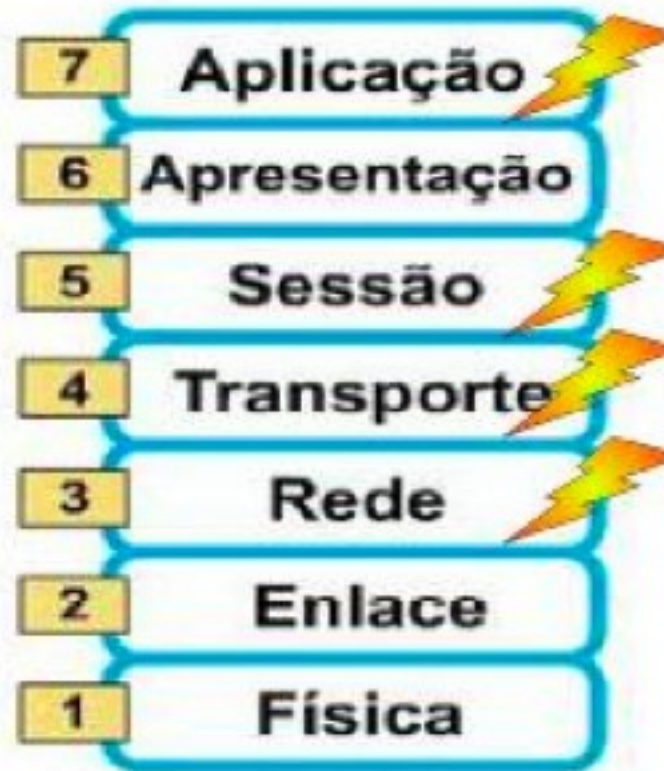 7 Aplicação
6 Apresentação
5 Sessão
4 Transporte
3 Rede
2 Enlace
1 Física